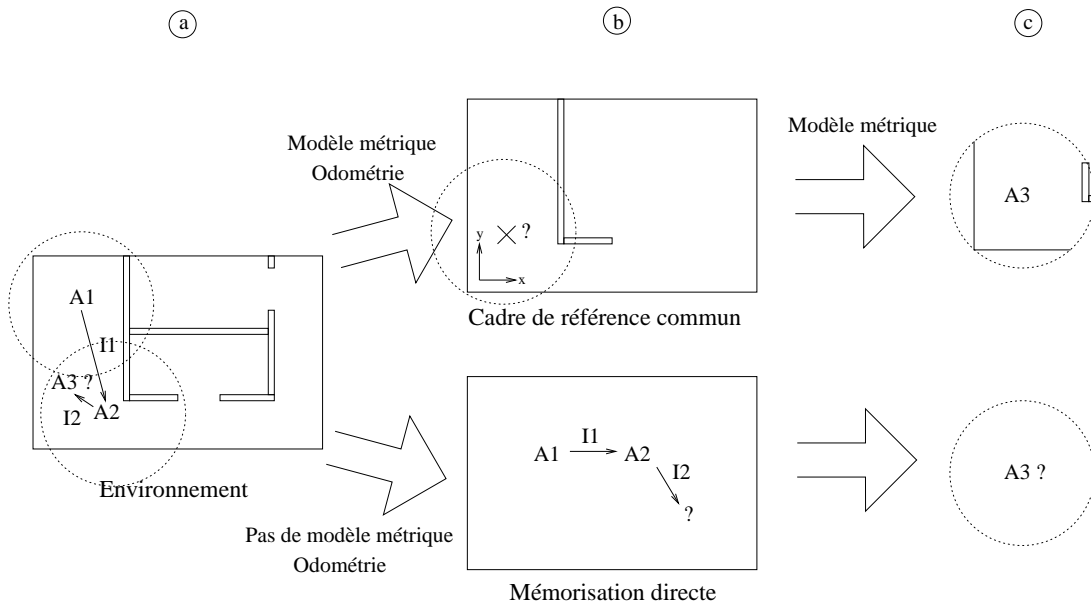 a
b
c
Modèle métrique
Odométrie
Modèle métrique
A3
y
?
x
Cadre de référence commun
A1
I1
A3 ?
I2
A2
Environnement
Pas de modèle métrique
Odométrie
A1
I1
A2
I2
?
A3 ?
Mémorisation directe